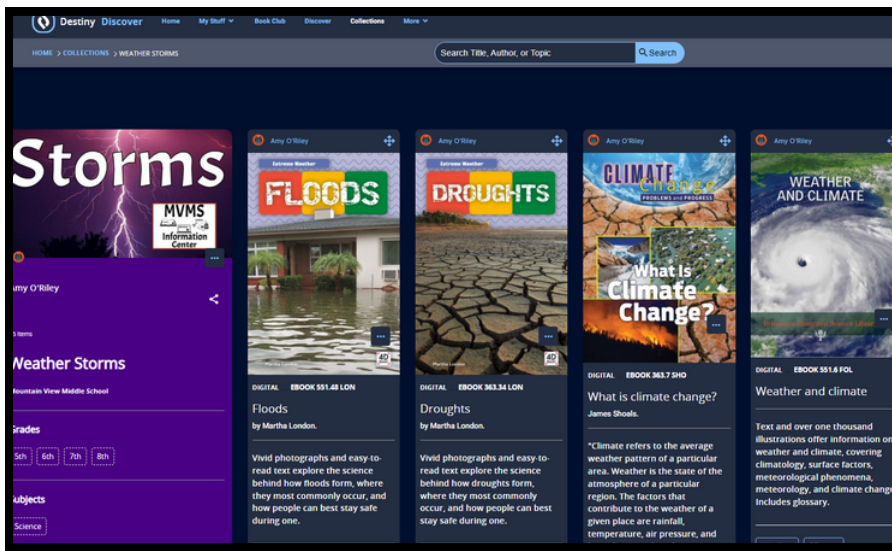 Destiny Discover
Home
My Stuff
Book Club
Discover
Collections
More
HOME > COLLECTIONS > WEATHER STORMS
Search Title, Author, or Topic
Search
Storms
MVMS
Information
Center
my O'Riley
items
Weather Storms
Mountain View Middle School
Grades
5th
6th
7th
8th
Subjects
Science
Amy O'Riley
Extreme Weather
FLOODS
Martha London
4D
DIGITAL EBOOK 551.48 LON
Floods
by Martha London.
Vivid photographs and easy-to-
read text explore the science
behind how floods form, where
they most commonly occur, and
how people can best stay safe
during one.
Amy O'Riley
Extreme Weather
DROUGHTS
Martha London
4D
DIGITAL EBOOK 363.34 LON
Droughts
by Martha London.
Vivid photographs and easy-to-
read text explore the science
behind how droughts form,
where they most commonly
occur, and how people can best
stay safe during one.
Amy O'Riley
CLIMATE
Change
PROBLEMS and PROGRESS
What Is
Climate
Change?
DIGITAL EBOOK 363.7 SHO
What is climate change?
James Shoals.
"Climate refers to the average
weather pattern of a particular
area. Weather is the state of the
atmosphere of a particular
region. The factors that
contribute to the weather of a
given place are rainfall,
temperature, air pressure, and
Amy O'Riley
WEATHER
AND CLIMATE
DIGITAL EBOOK 551.6 FOL
Weather and climate
Text and over one thousand
illustrations offer information on
weather and climate, covering
climatology, surface factors,
meteorological phenomena,
meteorology, and climate change
Includes glossary.